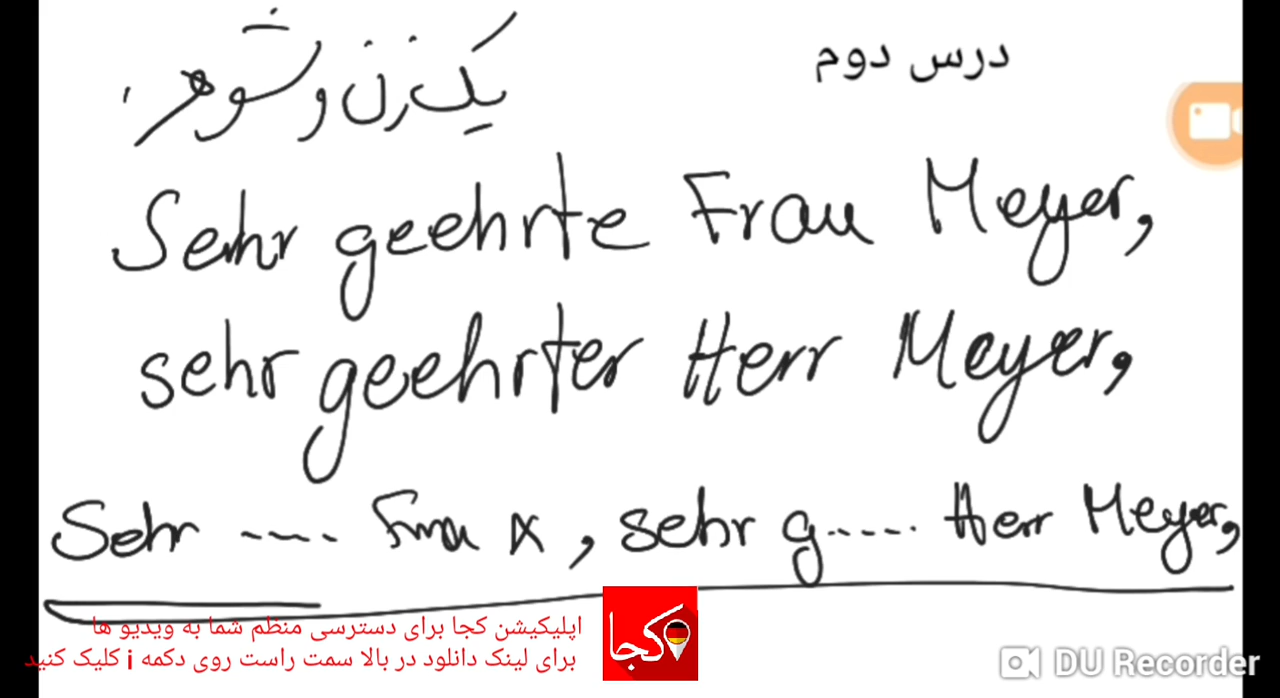 درس دوم
یک زن و شوهر
Sehr geehrte Frau Meyer,
sehr geehrter Herr Meyer,
Sehr ---- Frau X, sehr g----- Herr Meyer,
اپلیکیشن کجا برای دسترسی منظم شما به ویدیو ها
برای لینک دانلود در بالا سمت راست روی دکمه i کلیک کنید
کجا
DU Recorder